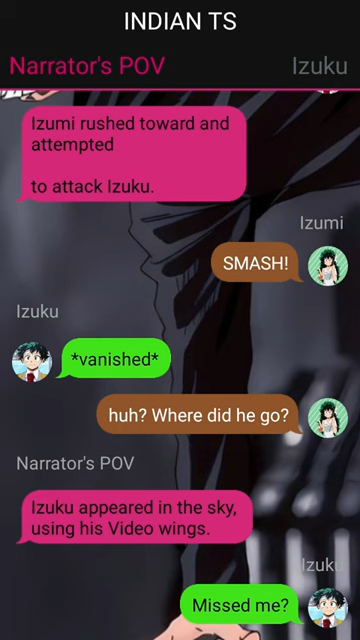 INDIAN TS
Narrator's POV Izuku
Izumi rushed toward and
attempted
to attack Izuku.
Izumi
SMASH!
Izuku
*vanished*
huh? Where did he go?
Narrator's POV
Izuku appeared in the sky,
using his Video wings.
Izuku
Missed me?